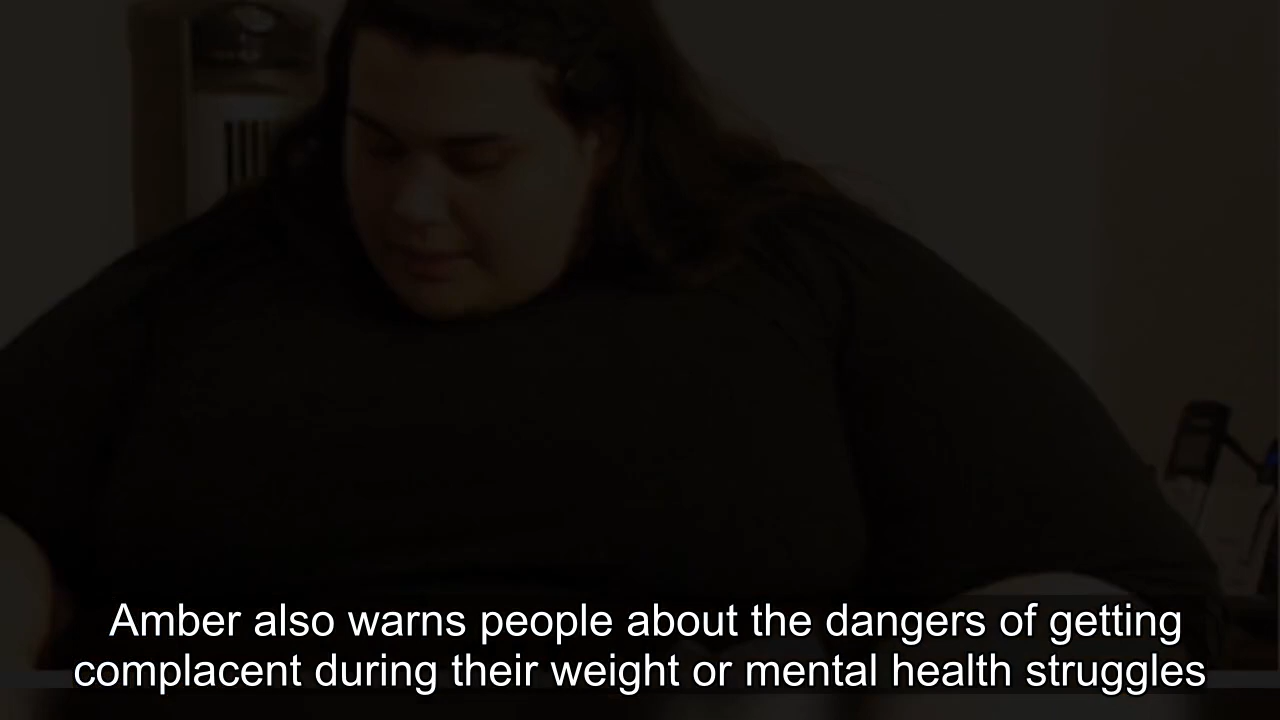 Amber also warns people about the dangers of getting
complacent during their weight or mental health struggles